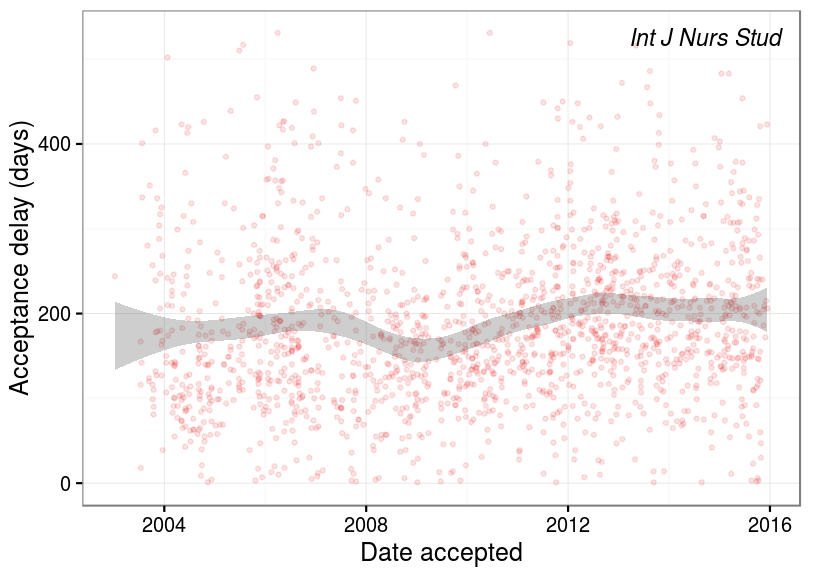 Int J Nurs Stud
Acceptance delay (days)
400
200
0
2004 2008 2012 2016
Date accepted